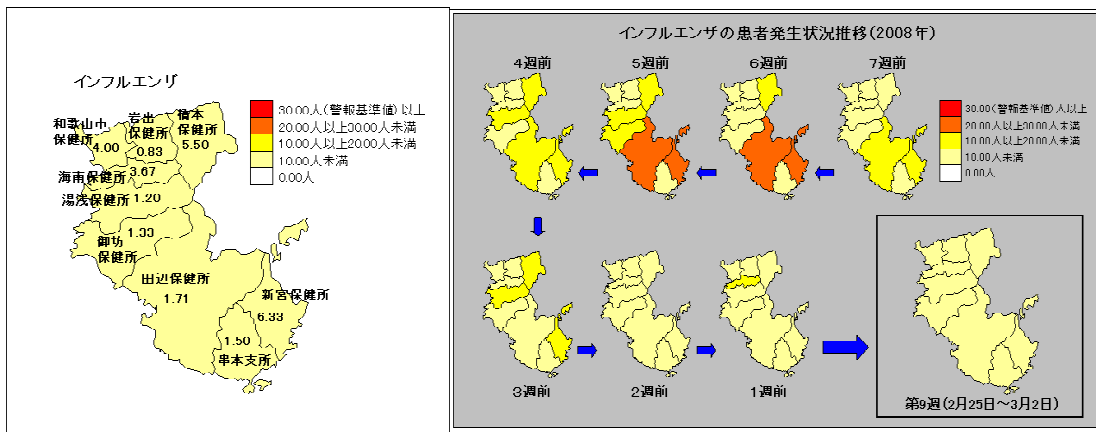 インフルエンザ
和歌山市
保健所
4.00
岩出
保健所
0.83
橋本
保健所
5.50
海南保健所
3.67
湯浅保健所
1.20
御坊
保健所
1.33
田辺保健所
1.71
新宮保健所
6.33
1.50
串本支所
30.00人(警報基準値)以上
20.00人以上30.00人未満
10.00人以上20.00人未満
10.00人未満
0.00人
インフルエンザの患者発生状況推移(2008年)
4週前
5週前
6週前
7週前
30.00(警報基準値)人以上
20.00人以上30.00人未満
10.00人以上20.00人未満
10.00人未満
0.00人
3週前
2週前
1週前
第9週(2月25日～3月2日)